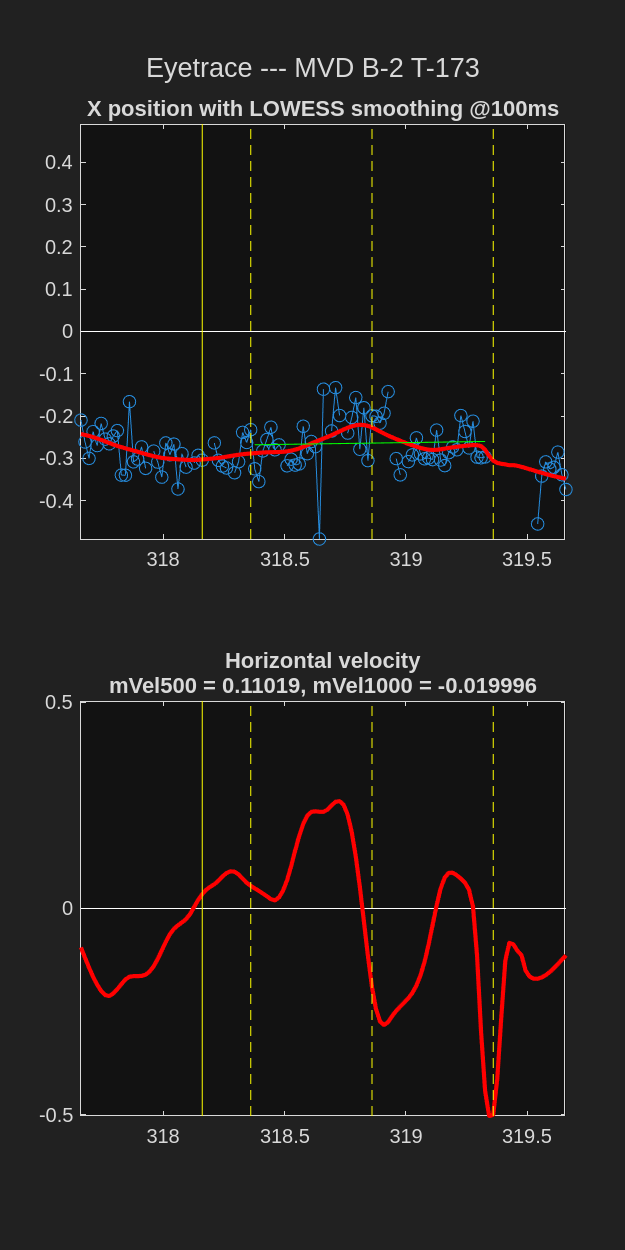 Eyetrace --- MVD B-2 T-173
X position with LOWESS smoothing @100ms
0.4
0.3
0.2
0.1
0
-0.1
-0.2
-0.3
-0.4
318 318.5 319 319.5
Horizontal velocity
mVel500 = 0.11019, mVel1000 = -0.019996
0.5
0
-0.5
318 318.5 319 319.5